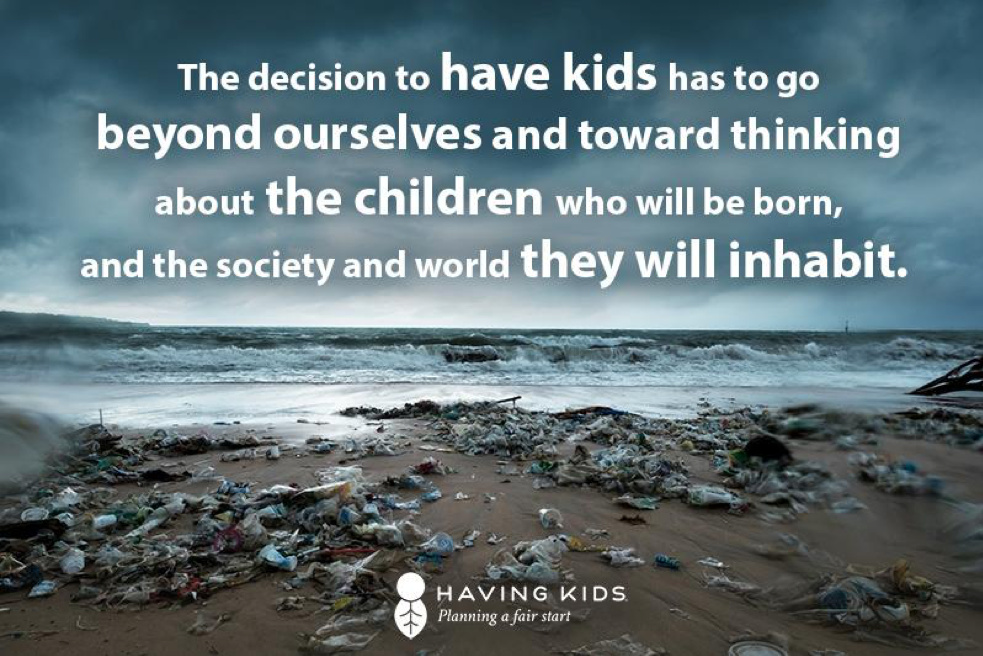 The decision to have kids has to go
beyond ourselves and toward thinking
about the children who will be born,
and the society and world they will inhabit.
HAVING KIDS
Planning a fair start